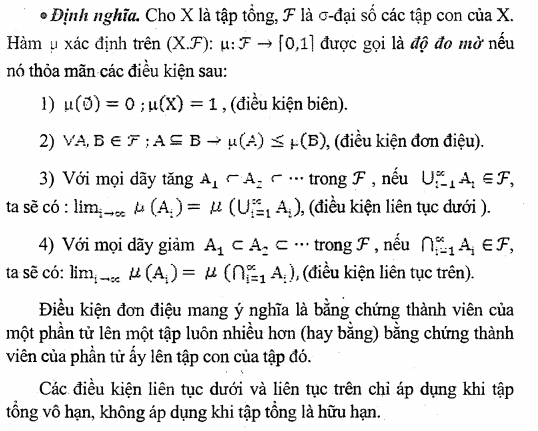 • Định nghĩa. Cho X là tập tổng, ℱ là σ-đại số các tập con của X.
Hàm μ xác định trên (X.ℱ): μ: ℱ → [0,1] được gọi là độ đo mờ nếu
nó thỏa mãn các điều kiện sau:
1) μ(∅) = 0 ; μ(X) = 1 , (điều kiện biên).
2) ∀A, B ∈ ℱ ; A ⊆ B → μ(A) ≤ μ(B), (điều kiện đơn điệu).
3) Với mọi dãy tăng A₁ ⊂ A₂ ⊂ ⋯ trong ℱ , nếu ⋃ᵢ₌₁^∞ Aᵢ ∈ ℱ,
ta sẽ có : limᵢ→∞ μ (Aᵢ) = μ (⋃ᵢ₌₁^∞ Aᵢ), (điều kiện liên tục dưới ).
4) Với mọi dãy giảm A₁ ⊂ A₂ ⊂ ⋯ trong ℱ , nếu ⋂ᵢ₌₁^∞ Aᵢ ∈ ℱ,
ta sẽ có: limᵢ→∞ μ (Aᵢ) = μ (⋂ᵢ₌₁^∞ Aᵢ), (điều kiện liên tục trên).
Điều kiện đơn điệu mang ý nghĩa là bằng chứng thành viên của
một phần tử lên một tập luôn nhiều hơn (hay bằng) bằng chứng thành
viên của phần tử ấy lên tập con của tập đó.
Các điều kiện liên tục dưới và liên tục trên chỉ áp dụng khi tập
tổng vô hạn, không áp dụng khi tập tổng là hữu hạn.